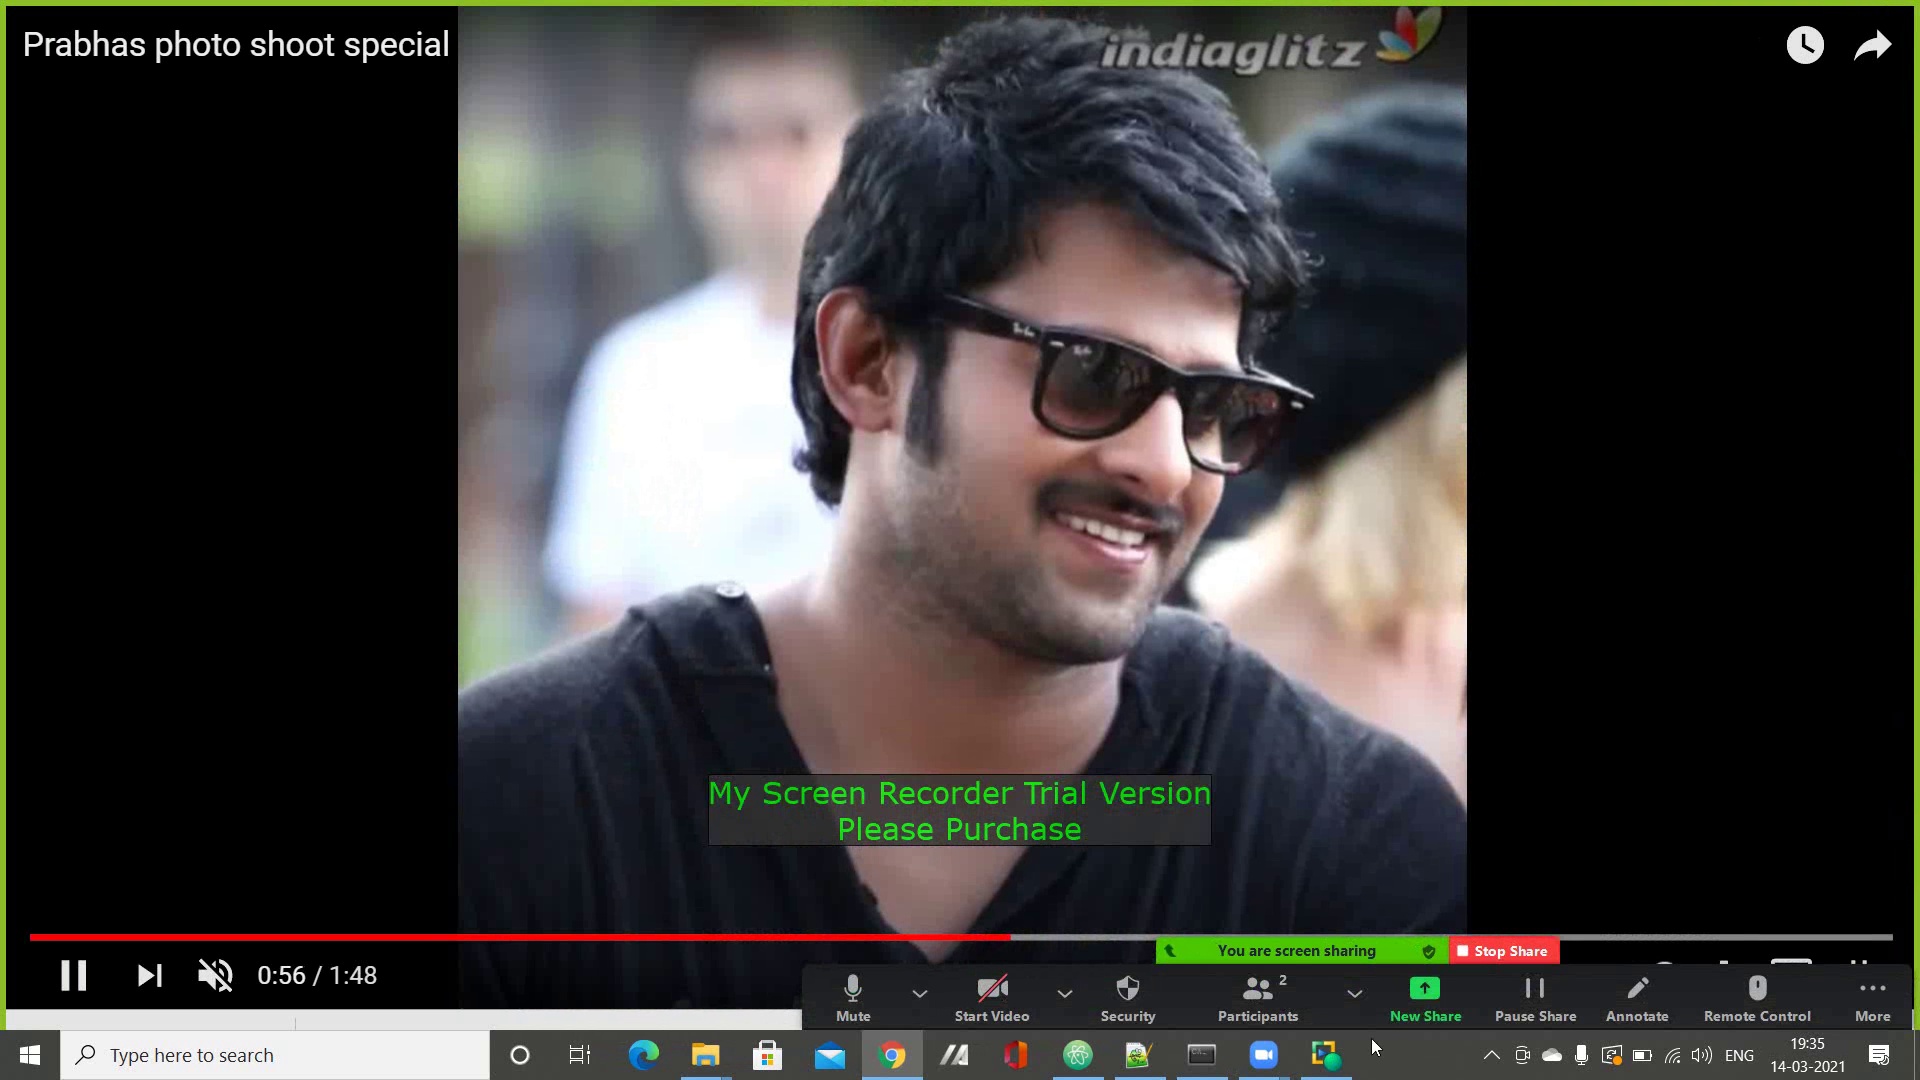 Prabhas photo shoot special
indiaglitz
My Screen Recorder Trial Version
Please Purchase
You are screen sharing
Stop Share
0:56 / 1:48
2
Mute
Start Video
Security
Participants
New Share
Pause Share
Annotate
Remote Control
More
Type here to search
ENG
19:35
14-03-2021